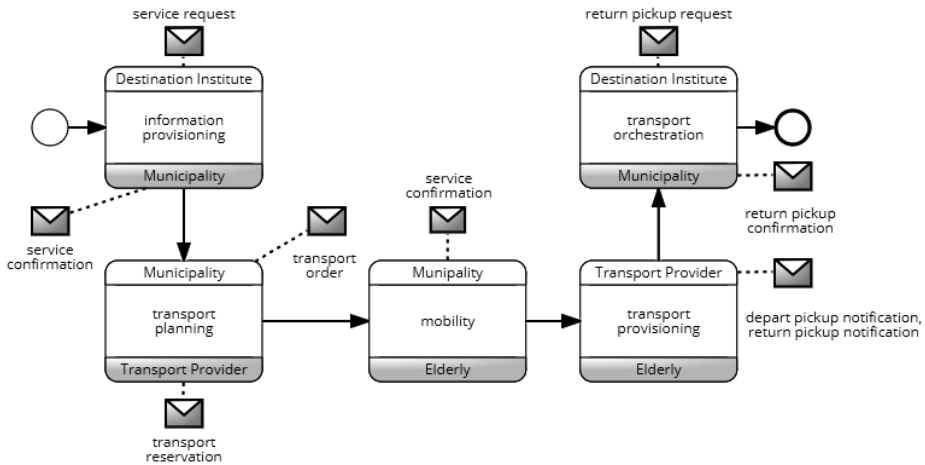 service request
Destination Institute
information
provisioning
Municipality
service
confirmation
Municipality
transport
planning
Transport Provider
transport
order
transport
reservation
service
confirmation
Munipality
mobility
Elderly
Transport Provider
transport
provisioning
Elderly
depart pickup notification,
return pickup notification
return pickup request
Destination Institute
transport
orchestration
Municipality
return pickup
confirmation